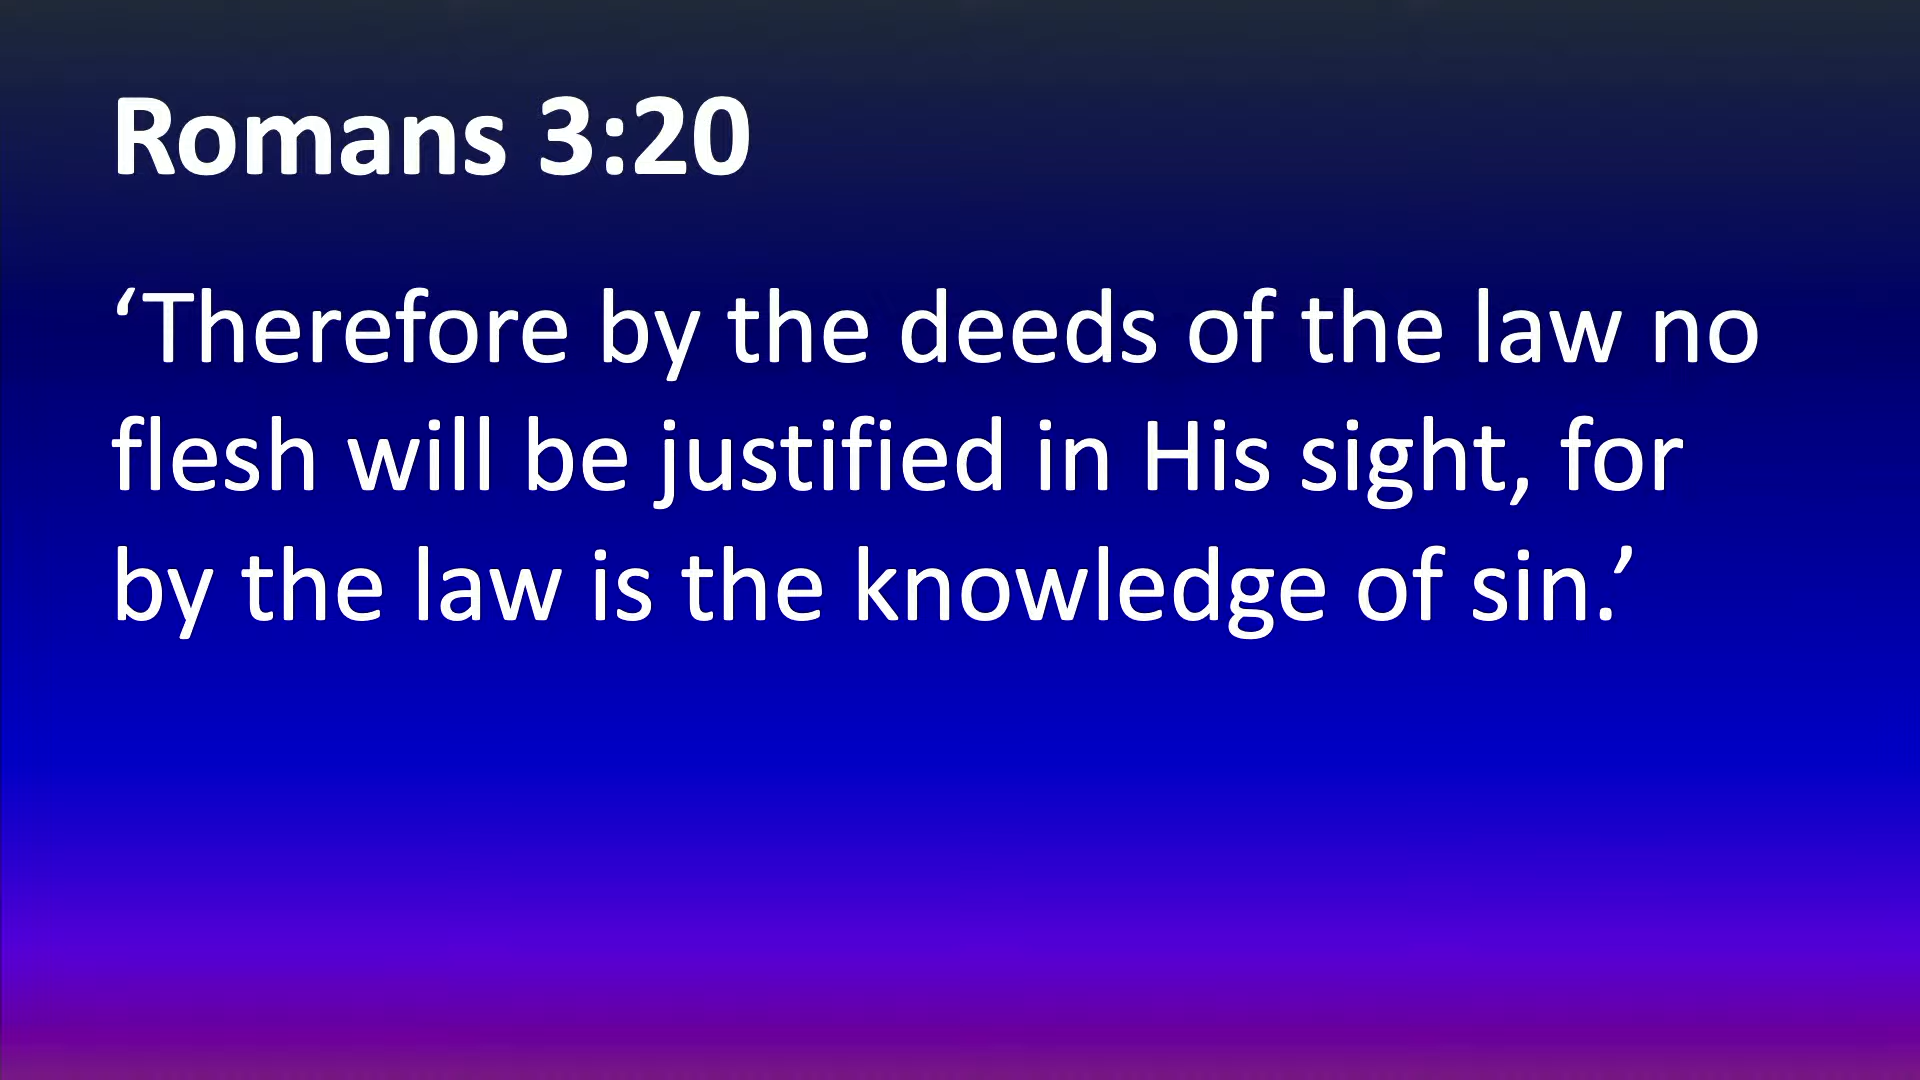 Romans 3:20
‘Therefore by the deeds of the law no
flesh will be justified in His sight, for
by the law is the knowledge of sin.’